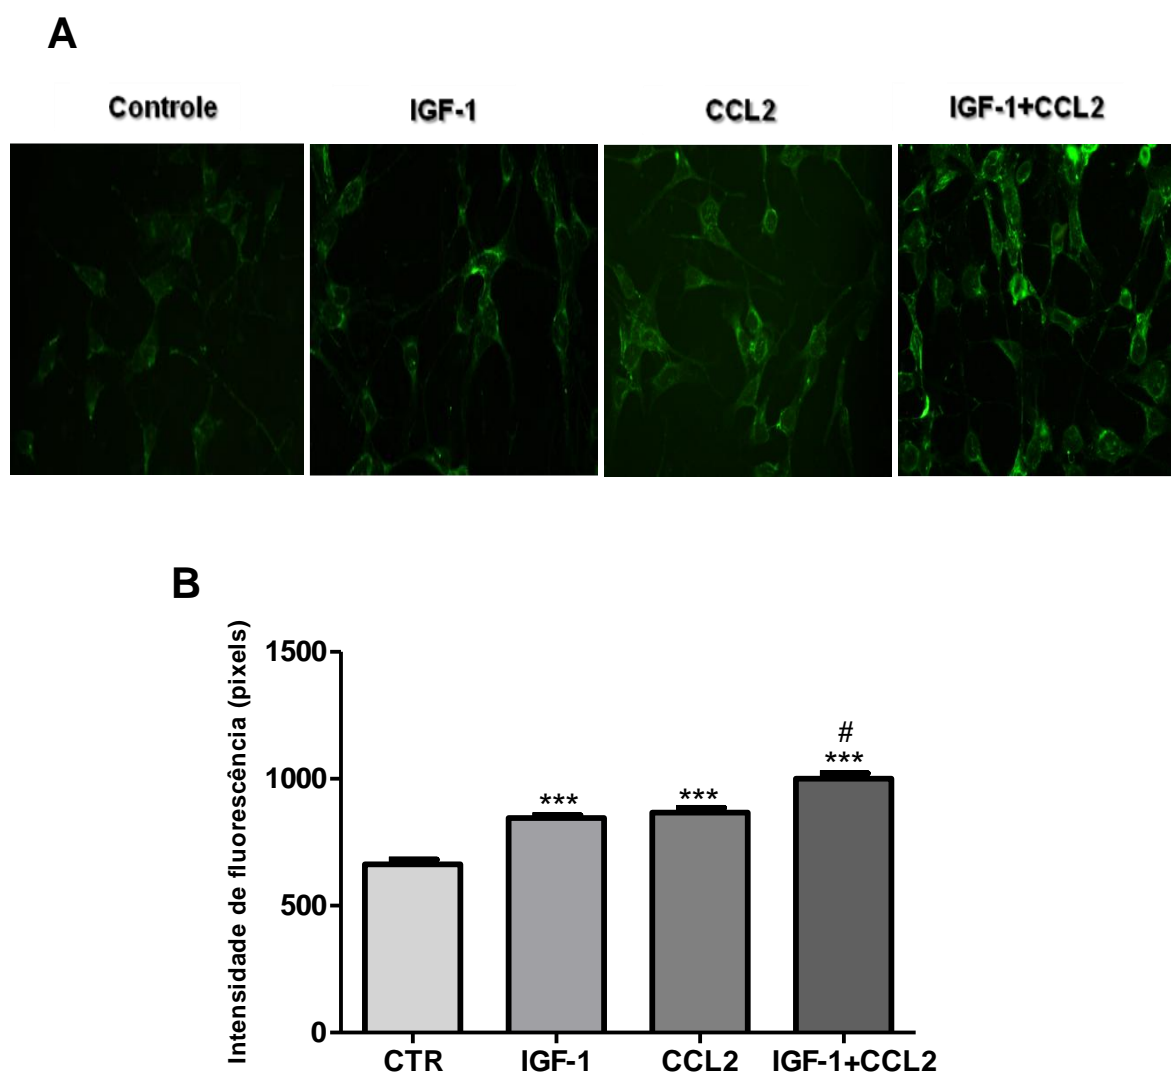 A
Controle
IGF-1
CCL2
IGF-1+CCL2
B
Intensidade de fluorescência (pixels)
1500
1000
500
0
***
***
#
***
CTR
IGF-1
CCL2
IGF-1+CCL2